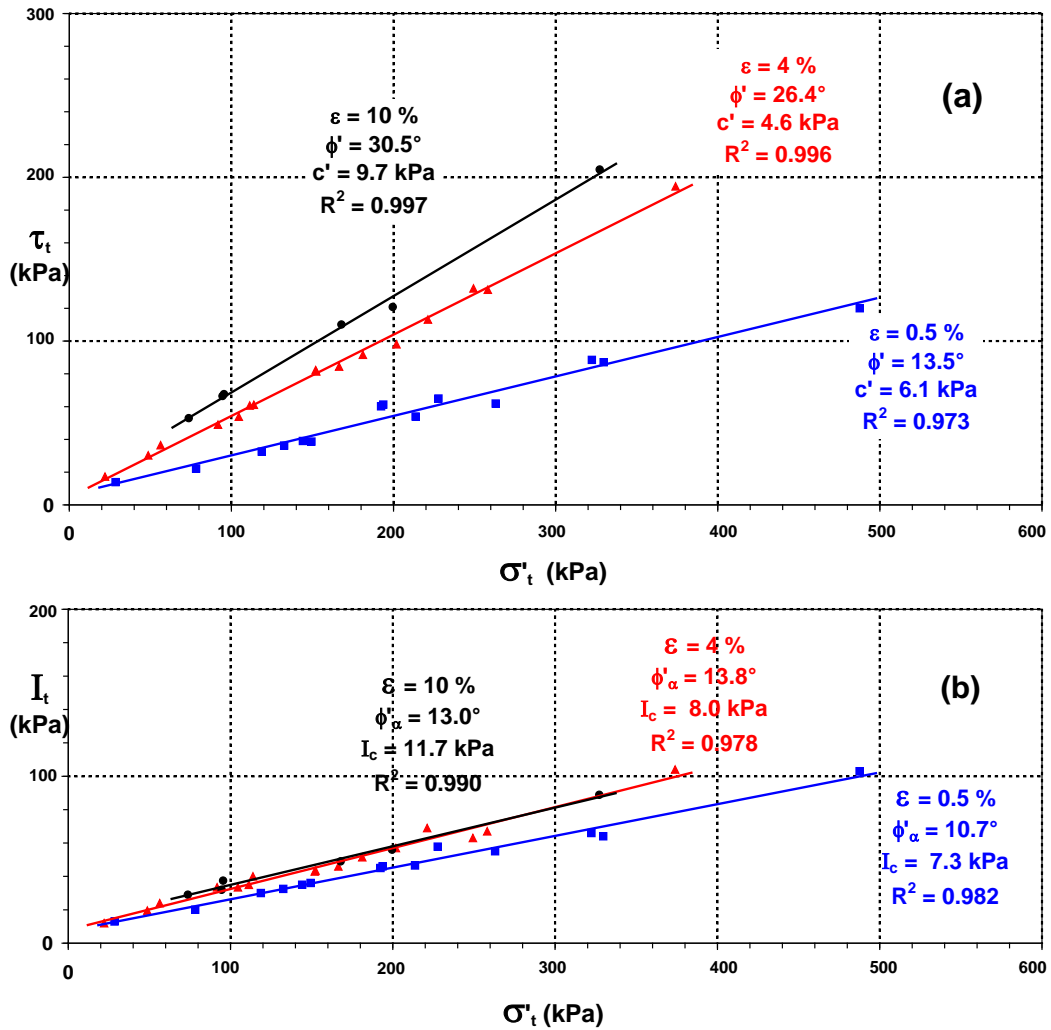 300
200
100
0
τt
(kPa)
ε = 10 %
ϕ' = 30.5°
c' = 9.7 kPa
R² = 0.997
ε = 4 %
ϕ' = 26.4°
c' = 4.6 kPa
R² = 0.996
(a)
ε = 0.5 %
ϕ' = 13.5°
c' = 6.1 kPa
R² = 0.973
0 100 200 300 400 500 600
σ't (kPa)
200
100
0
It
(kPa)
ε = 10 %
ϕ'α = 13.0°
Ic = 11.7 kPa
R² = 0.990
ε = 4 %
ϕ'α = 13.8°
Ic = 8.0 kPa
R² = 0.978
(b)
ε = 0.5 %
ϕ'α = 10.7°
Ic = 7.3 kPa
R² = 0.982
0 100 200 300 400 500 600
σ't (kPa)